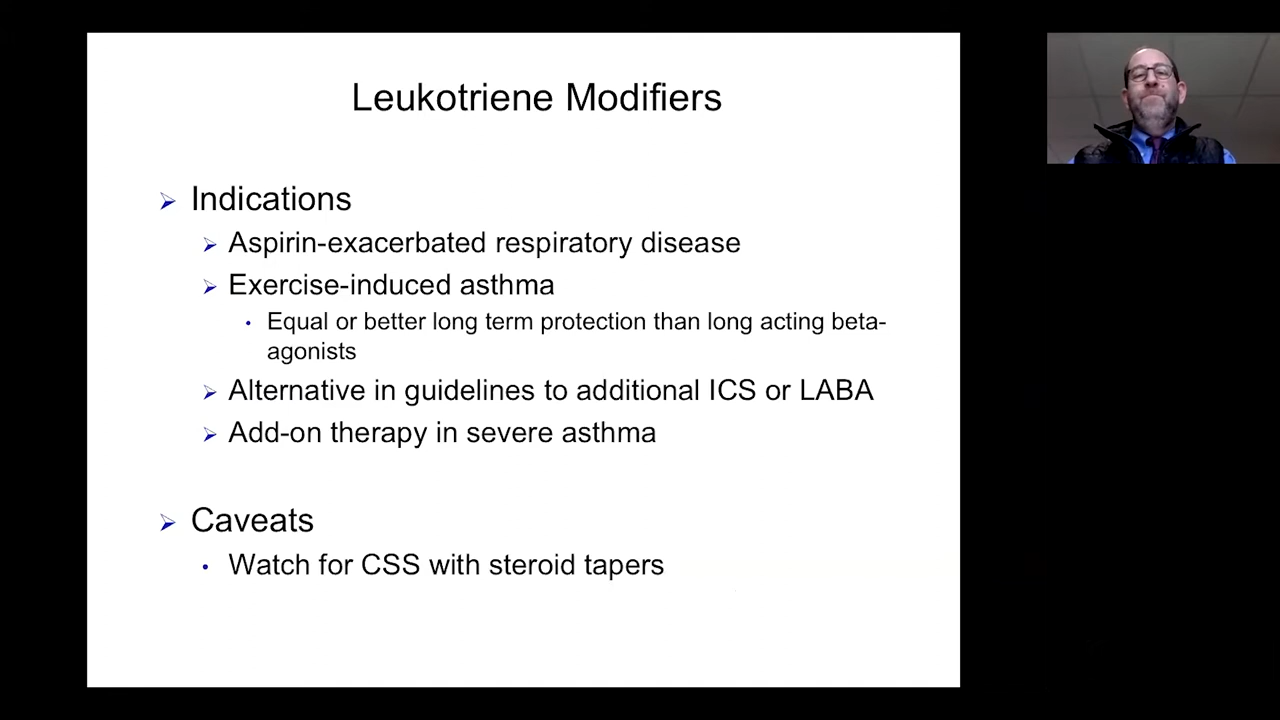 Leukotriene Modifiers
Indications
Aspirin-exacerbated respiratory disease
Exercise-induced asthma
Equal or better long term protection than long acting beta-
agonists
Alternative in guidelines to additional ICS or LABA
Add-on therapy in severe asthma
Caveats
Watch for CSS with steroid tapers